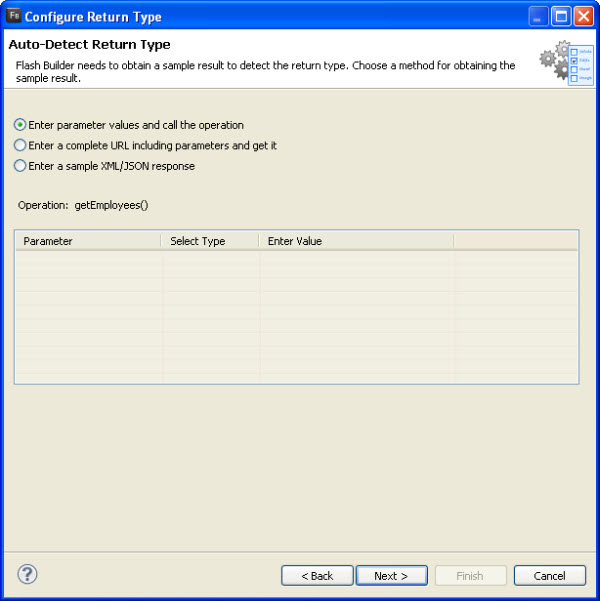 Fb Configure Return Type
Auto-Detect Return Type
Flash Builder needs to obtain a sample result to detect the return type. Choose a method for obtaining the
sample result.
Enter parameter values and call the operation
Enter a complete URL including parameters and get it
Enter a sample XML/JSON response
Operation: getEmployees()
Parameter Select Type Enter Value
? < Back Next > Finish Cancel